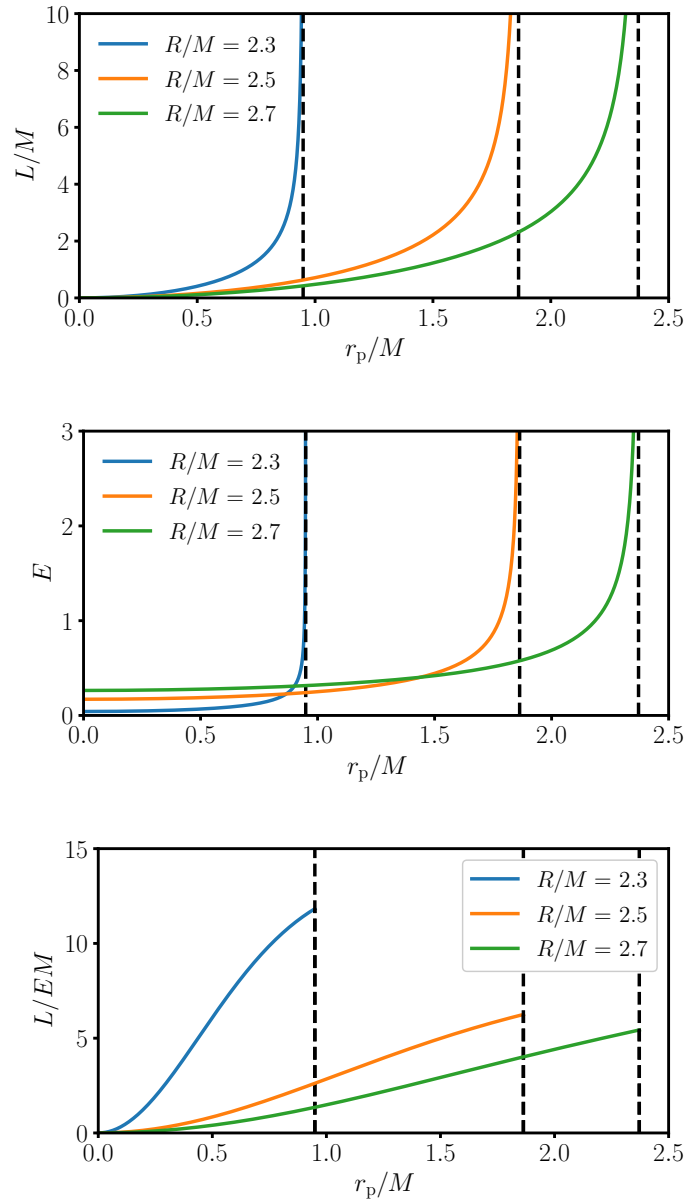 10
8
6
4
2
0
L/M
R/M = 2.3
R/M = 2.5
R/M = 2.7
0.0 0.5 1.0 1.5 2.0 2.5
r_p/M
3
2
1
0
E
R/M = 2.3
R/M = 2.5
R/M = 2.7
0.0 0.5 1.0 1.5 2.0 2.5
r_p/M
15
10
5
0
L/EM
R/M = 2.3
R/M = 2.5
R/M = 2.7
0.0 0.5 1.0 1.5 2.0 2.5
r_p/M